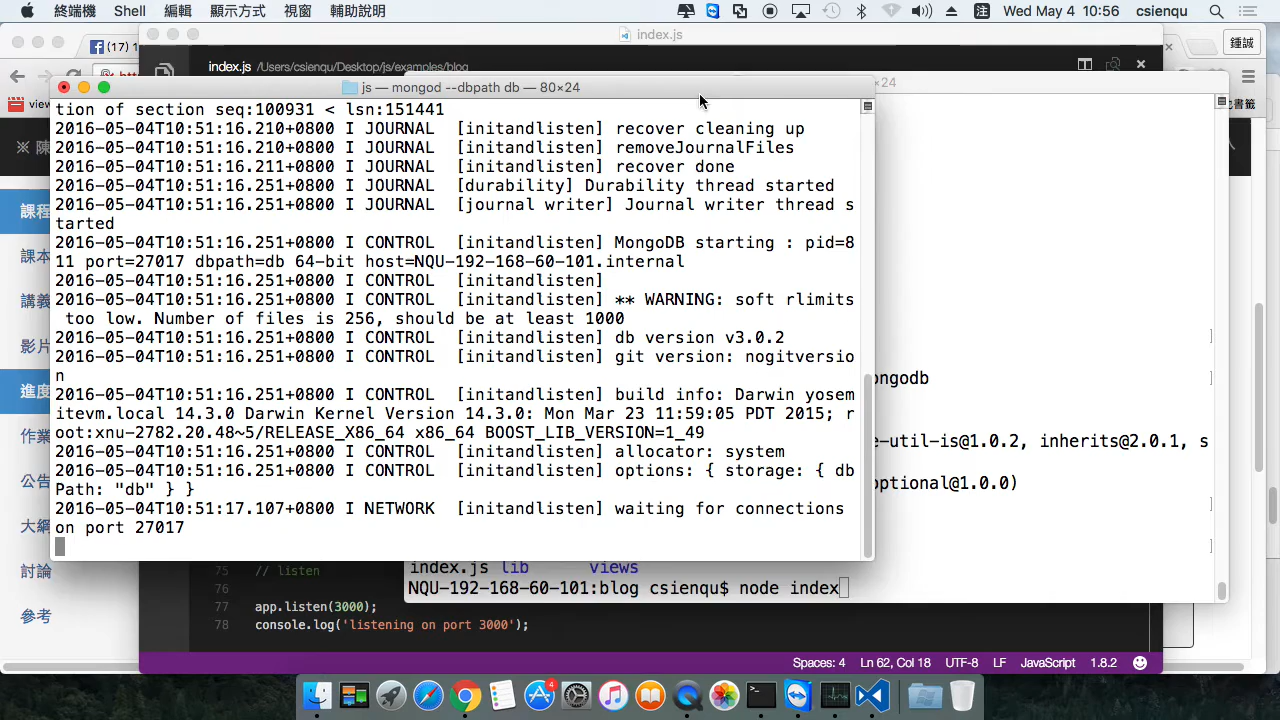 終端機 Shell 編輯 顯示方式 視窗 輔助說明 Wed May 4 10:56 csienqu
index.js
(17) 1
鍾誠
index.js /Users/csienqu/Desktop/js/examples/blog
js — mongod --dbpath db — 80×24
×24
tion of section seq:100931 < lsn:151441
2016-05-04T10:51:16.210+0800 I JOURNAL [initandlisten] recover cleaning up
2016-05-04T10:51:16.210+0800 I JOURNAL [initandlisten] removeJournalFiles
2016-05-04T10:51:16.211+0800 I JOURNAL [initandlisten] recover done
2016-05-04T10:51:16.251+0800 I JOURNAL [durability] Durability thread started
2016-05-04T10:51:16.251+0800 I JOURNAL [journal writer] Journal writer thread s
tarted
2016-05-04T10:51:16.251+0800 I CONTROL [initandlisten] MongoDB starting : pid=8
11 port=27017 dbpath=db 64-bit host=NQU-192-168-60-101.internal
2016-05-04T10:51:16.251+0800 I CONTROL [initandlisten]
2016-05-04T10:51:16.251+0800 I CONTROL [initandlisten] ** WARNING: soft rlimits
too low. Number of files is 256, should be at least 1000
2016-05-04T10:51:16.251+0800 I CONTROL [initandlisten] db version v3.0.2
2016-05-04T10:51:16.251+0800 I CONTROL [initandlisten] git version: nogitversio
n
2016-05-04T10:51:16.251+0800 I CONTROL [initandlisten] build info: Darwin yosem
itevm.local 14.3.0 Darwin Kernel Version 14.3.0: Mon Mar 23 11:59:05 PDT 2015; r
oot:xnu-2782.20.48~5/RELEASE_X86_64 x86_64 BOOST_LIB_VERSION=1_49
2016-05-04T10:51:16.251+0800 I CONTROL [initandlisten] allocator: system
2016-05-04T10:51:16.251+0800 I CONTROL [initandlisten] options: { storage: { db
Path: "db" } }
2016-05-04T10:51:17.107+0800 I NETWORK [initandlisten] waiting for connections
on port 27017
ongodb
e-util-is@1.0.2, inherits@2.0.1, s
optional@1.0.0)
index.js lib views
NQU-192-168-60-101:blog csienqu$ node index
75 // listen
76
77 app.listen(3000);
78 console.log('listening on port 3000');
Spaces: 4 Ln 62, Col 18 UTF-8 LF JavaScript 1.8.2
view
※ 陳
課程
課本
講義
影片
進度
作業
公告
大綱
討論
參考
4